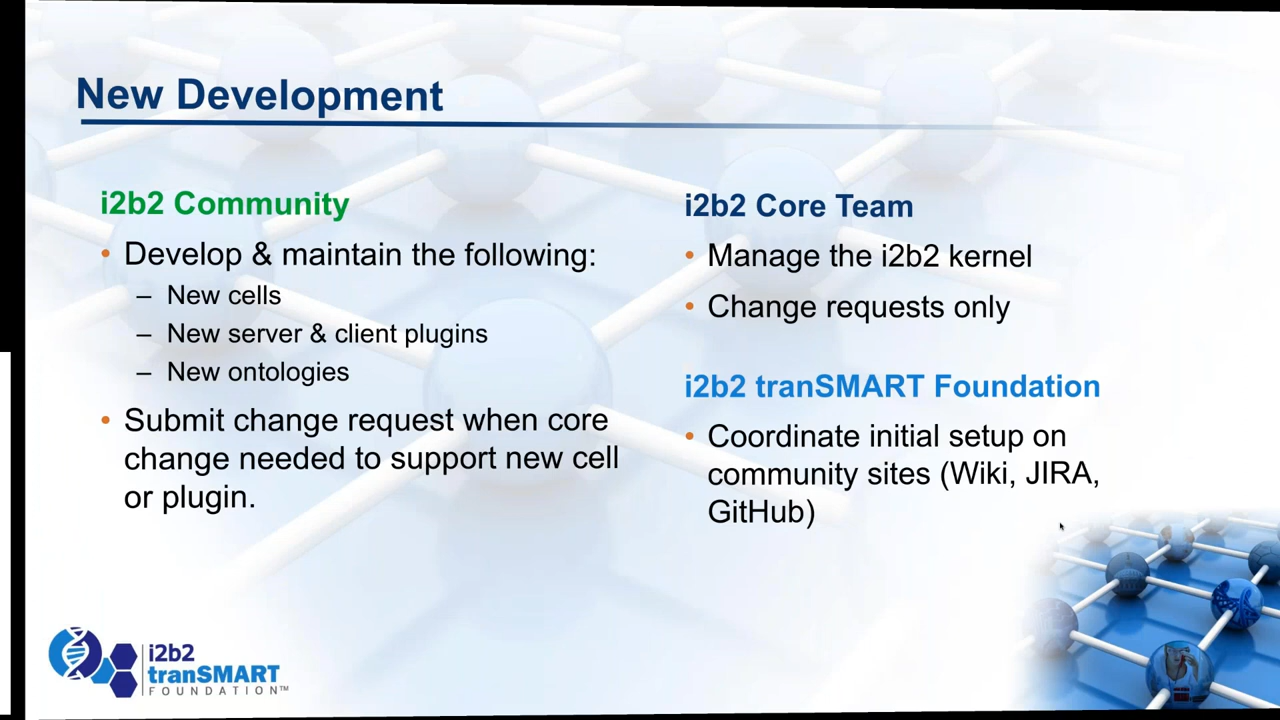 New Development
i2b2 Community
• Develop & maintain the following:
– New cells
– New server & client plugins
– New ontologies
• Submit change request when core
change needed to support new cell
or plugin.
i2b2 Core Team
• Manage the i2b2 kernel
• Change requests only
i2b2 tranSMART Foundation
• Coordinate initial setup on
community sites (Wiki, JIRA,
GitHub)
i2b2
tranSMART
FOUNDATION™